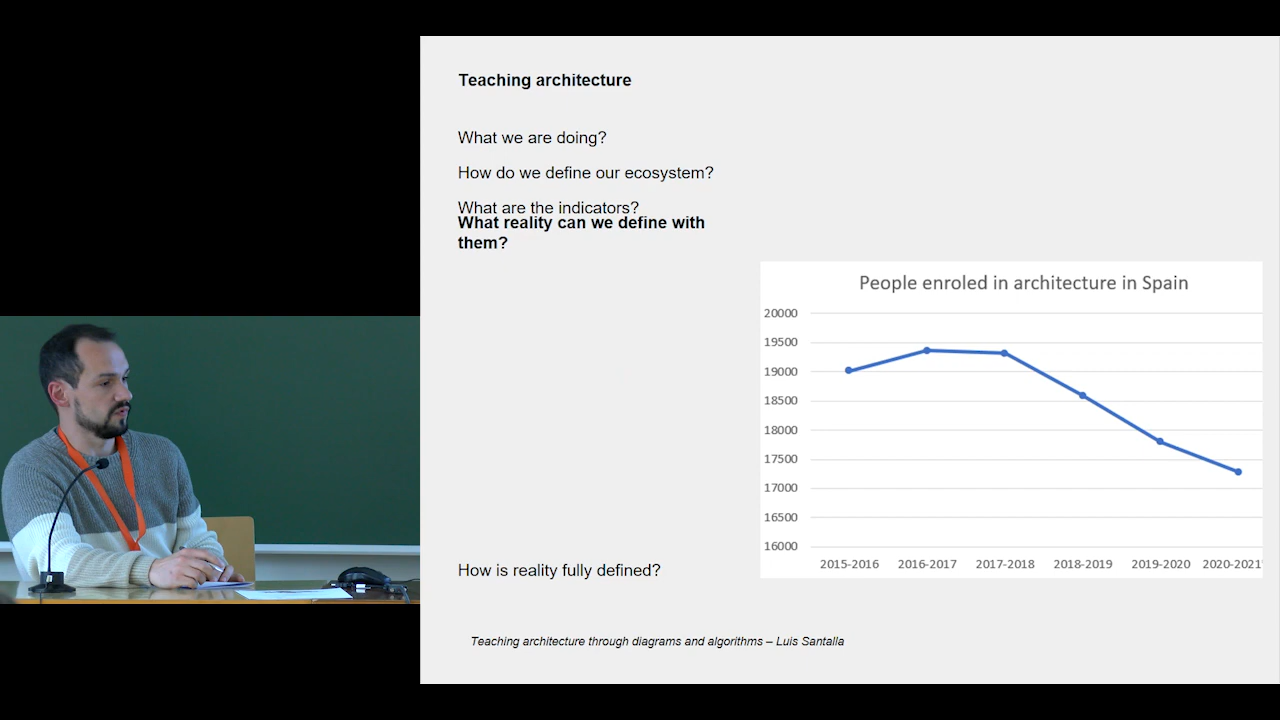 Teaching architecture
What we are doing?
How do we define our ecosystem?
What are the indicators?
What reality can we define with
them?
People enroled in architecture in Spain
20000
19500
19000
18500
18000
17500
17000
16500
16000
2015-2016
2016-2017
2017-2018
2018-2019
2019-2020
2020-2021
How is reality fully defined?
Teaching architecture through diagrams and algorithms – Luis Santalla